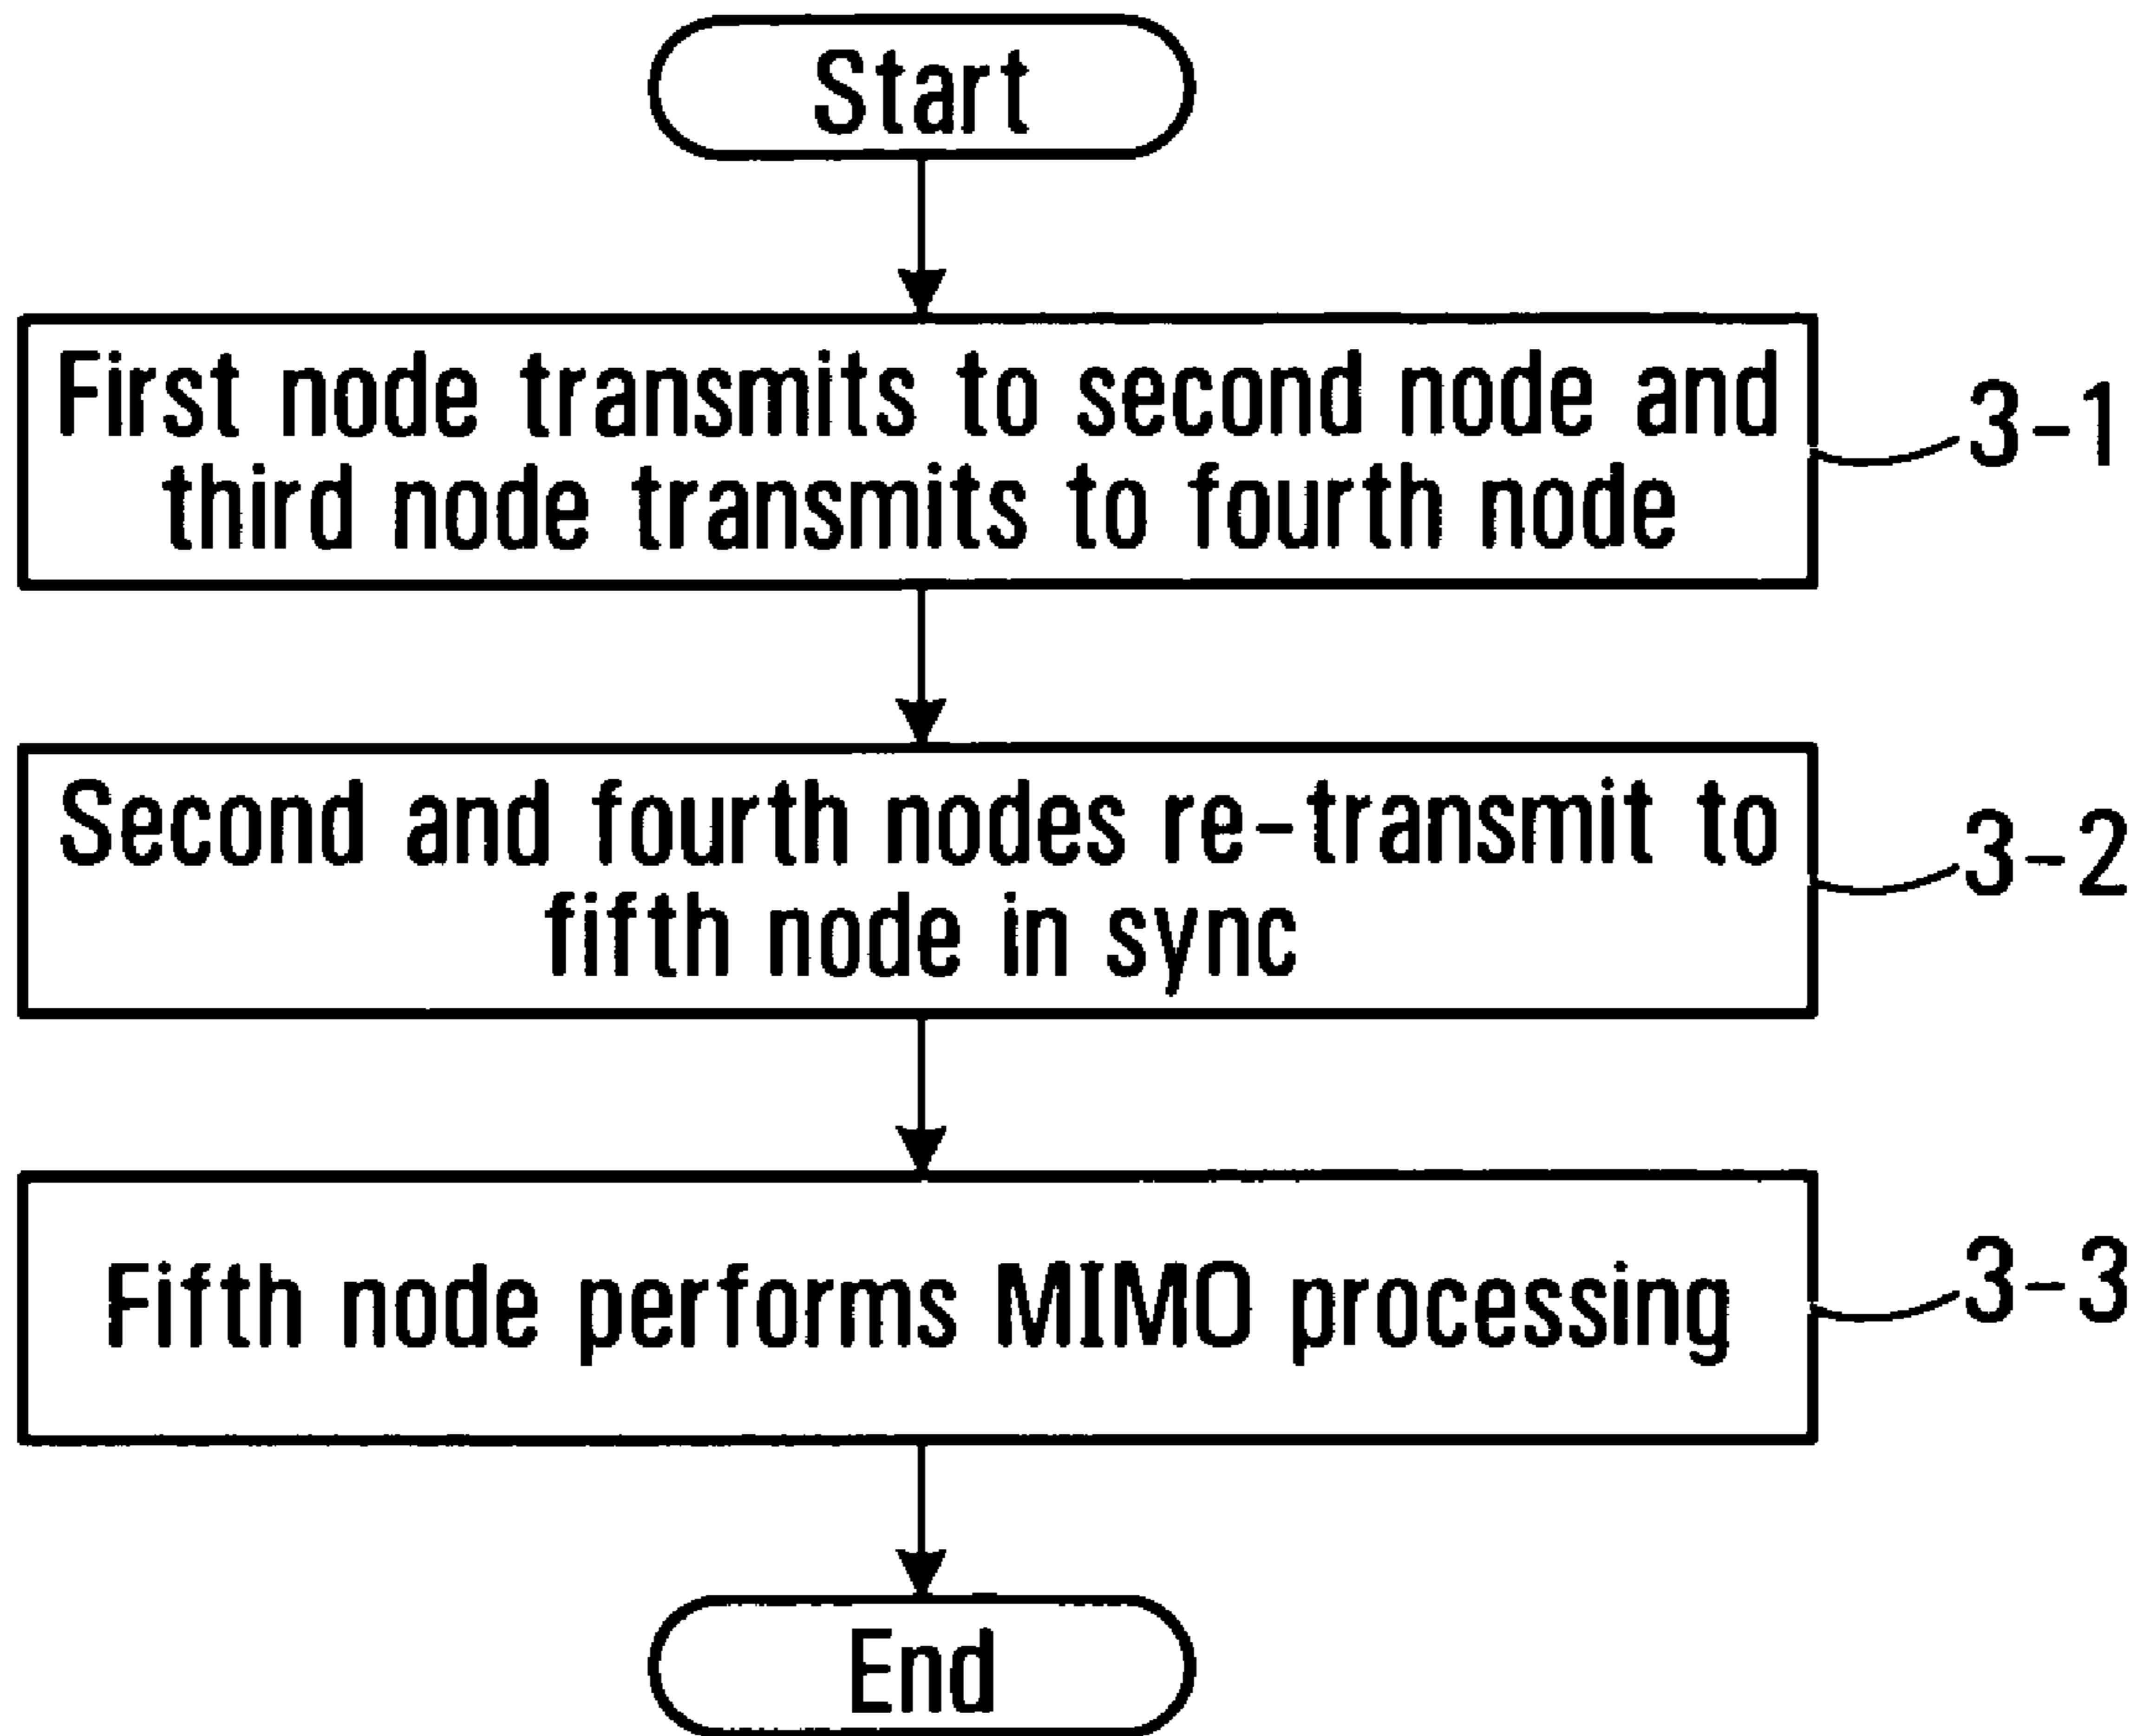 Start
First node transmits to second node and
third node transmits to fourth node
3-1
Second and fourth nodes re-transmit to
fifth node in sync
3-2
Fifth node performs MIMO processing
3-3
End